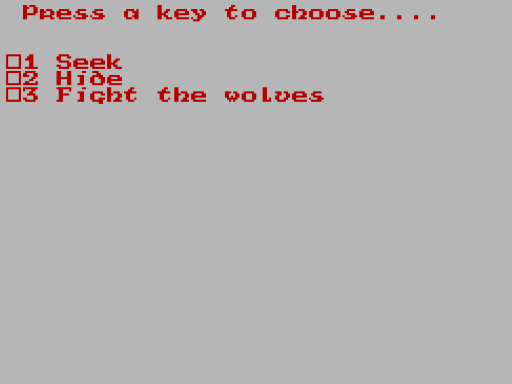 Press a key to choose....
□1 Seek
□2 Hide
□3 Fight the wolves